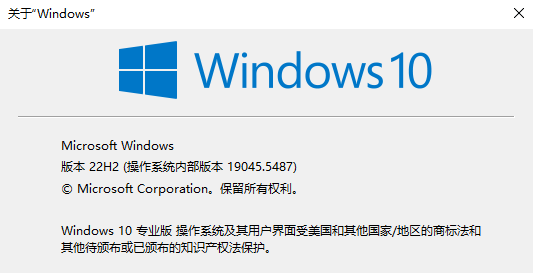 关于“Windows”
Windows 10
Microsoft Windows
版本 22H2 (操作系统内部版本 19045.5487)
© Microsoft Corporation。保留所有权利。
Windows 10 专业版 操作系统及其用户界面受美国和其他国家/地区的商标法和
其他待颁布或已颁布的知识产权法保护。